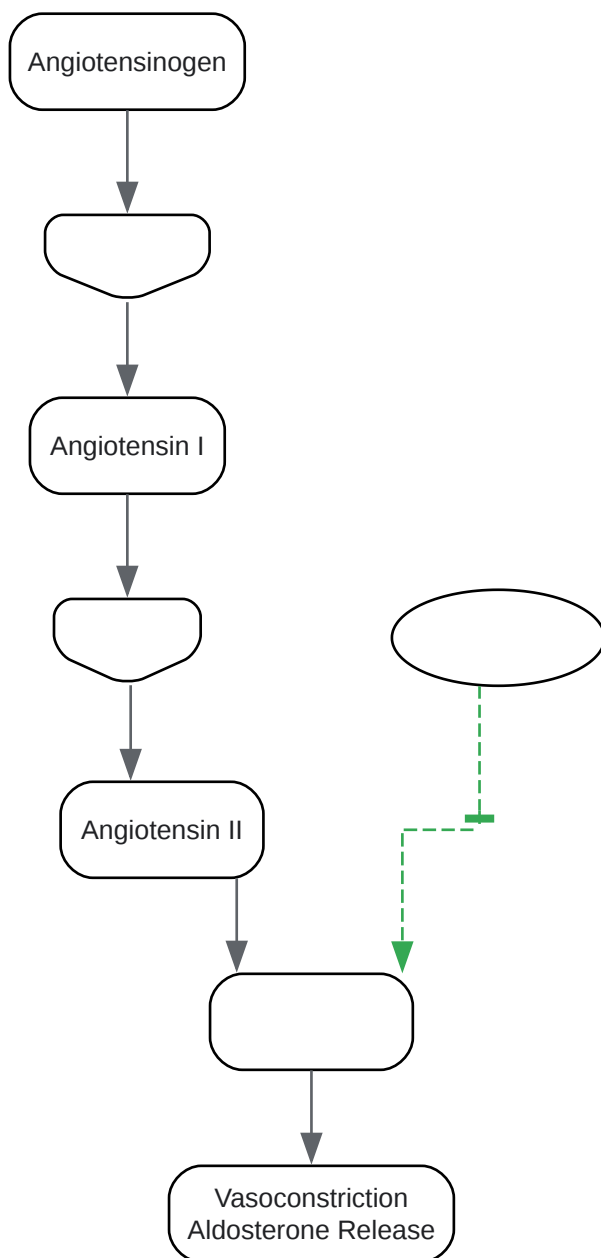 Angiotensinogen
Angiotensin I
Angiotensin II
Vasoconstriction
Aldosterone Release